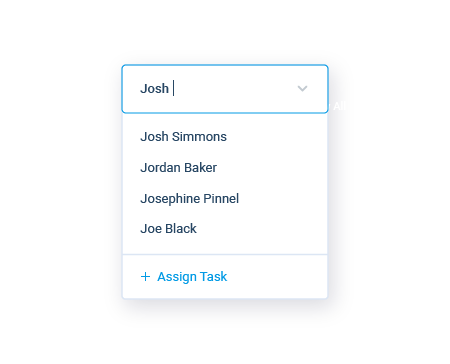 Josh
Josh Simmons
Jordan Baker
Josephine Pinnel
Joe Black
+ Assign Task